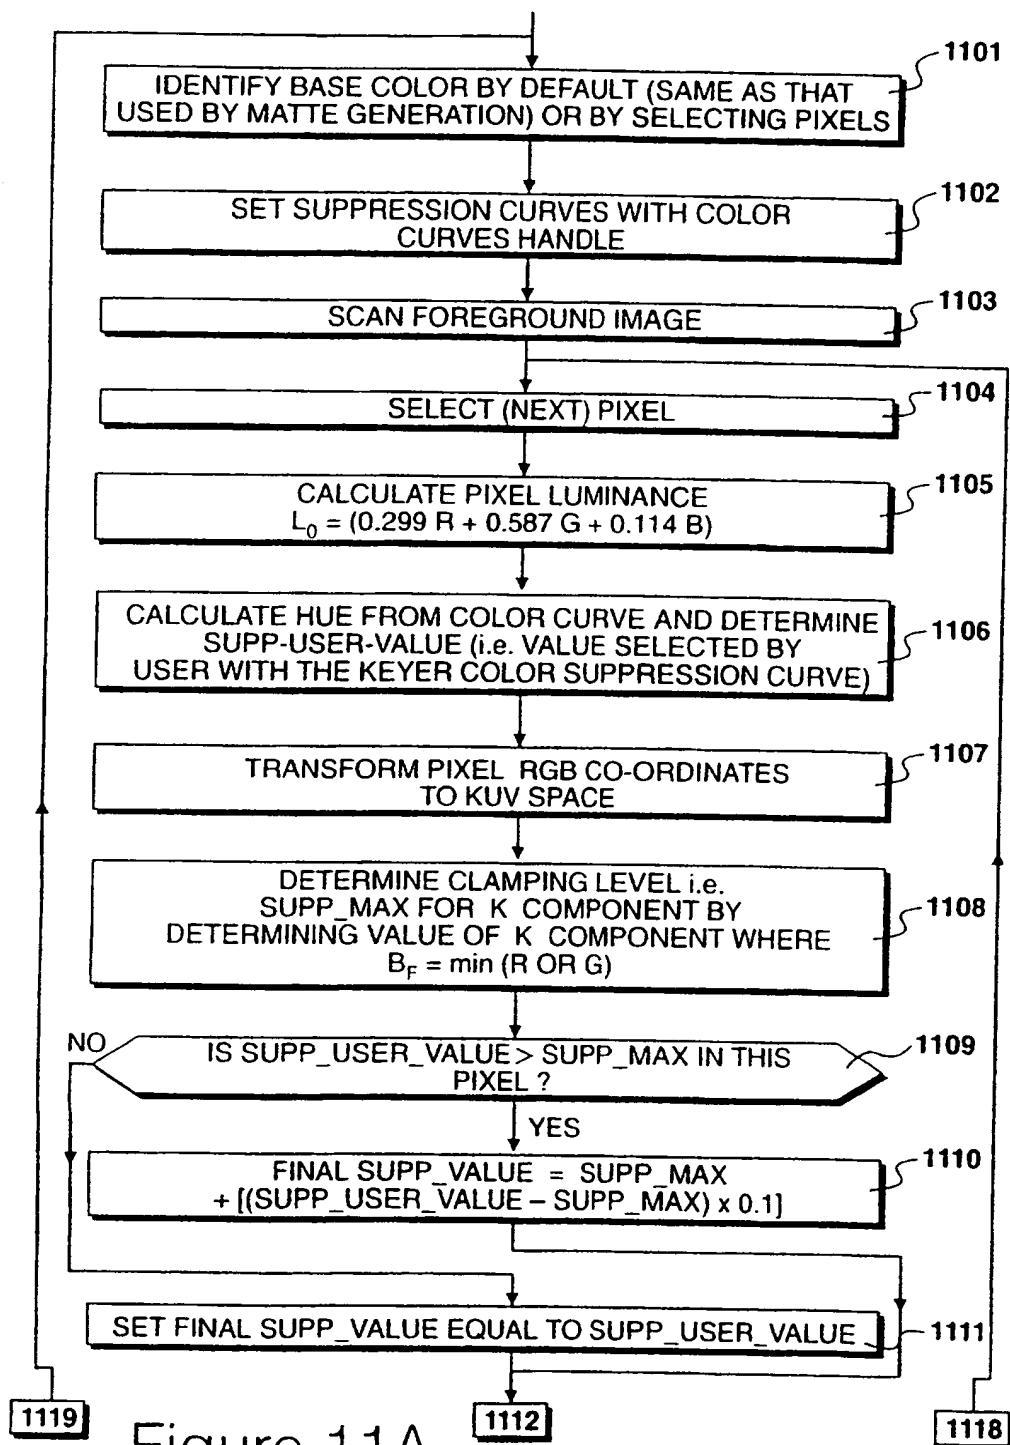 1101
IDENTIFY BASE COLOR BY DEFAULT (SAME AS THAT
USED BY MATTE GENERATION) OR BY SELECTING PIXELS
1102
SET SUPPRESSION CURVES WITH COLOR
CURVES HANDLE
1103
SCAN FOREGROUND IMAGE
1104
SELECT (NEXT) PIXEL
1105
CALCULATE PIXEL LUMINANCE
L₀ = (0.299 R + 0.587 G + 0.114 B)
CALCULATE HUE FROM COLOR CURVE AND DETERMINE
SUPP-USER-VALUE (i.e. VALUE SELECTED BY
USER WITH THE KEYER COLOR SUPPRESSION CURVE)
1106
TRANSFORM PIXEL RGB CO-ORDINATES
TO KUV SPACE
1107
DETERMINE CLAMPING LEVEL i.e.
SUPP_MAX FOR K COMPONENT BY
DETERMINING VALUE OF K COMPONENT WHERE
B_F = min (R OR G)
1108
NO
IS SUPP_USER_VALUE > SUPP_MAX IN THIS
PIXEL ?
1109
YES
FINAL SUPP_VALUE = SUPP_MAX
+ [(SUPP_USER_VALUE – SUPP_MAX) x 0.1]
1110
SET FINAL SUPP_VALUE EQUAL TO SUPP_USER_VALUE
1111
1119
1112
1118
Figure 11A